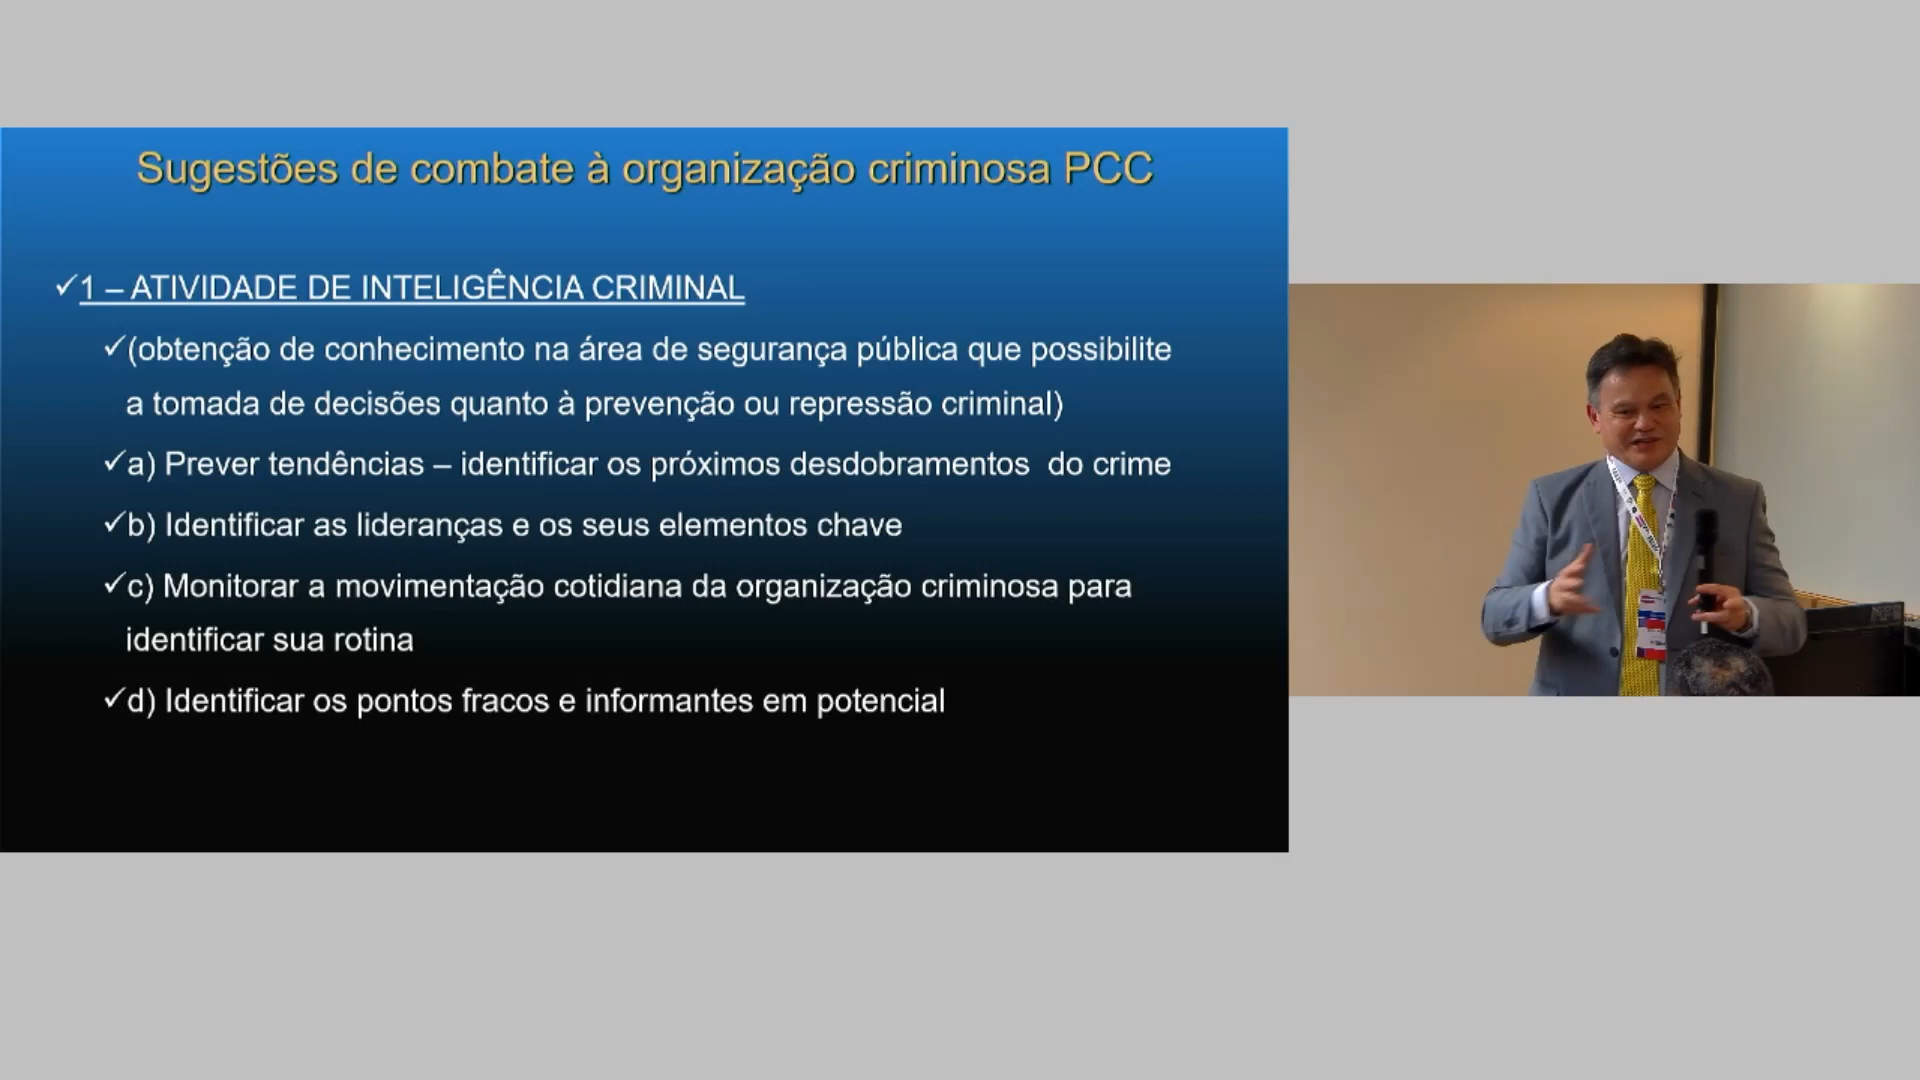 Sugestões de combate à organização criminosa PCC
✓1 – ATIVIDADE DE INTELIGÊNCIA CRIMINAL
✓(obtenção de conhecimento na área de segurança pública que possibilite
a tomada de decisões quanto à prevenção ou repressão criminal)
✓a) Prever tendências – identificar os próximos desdobramentos do crime
✓b) Identificar as lideranças e os seus elementos chave
✓c) Monitorar a movimentação cotidiana da organização criminosa para
identificar sua rotina
✓d) Identificar os pontos fracos e informantes em potencial